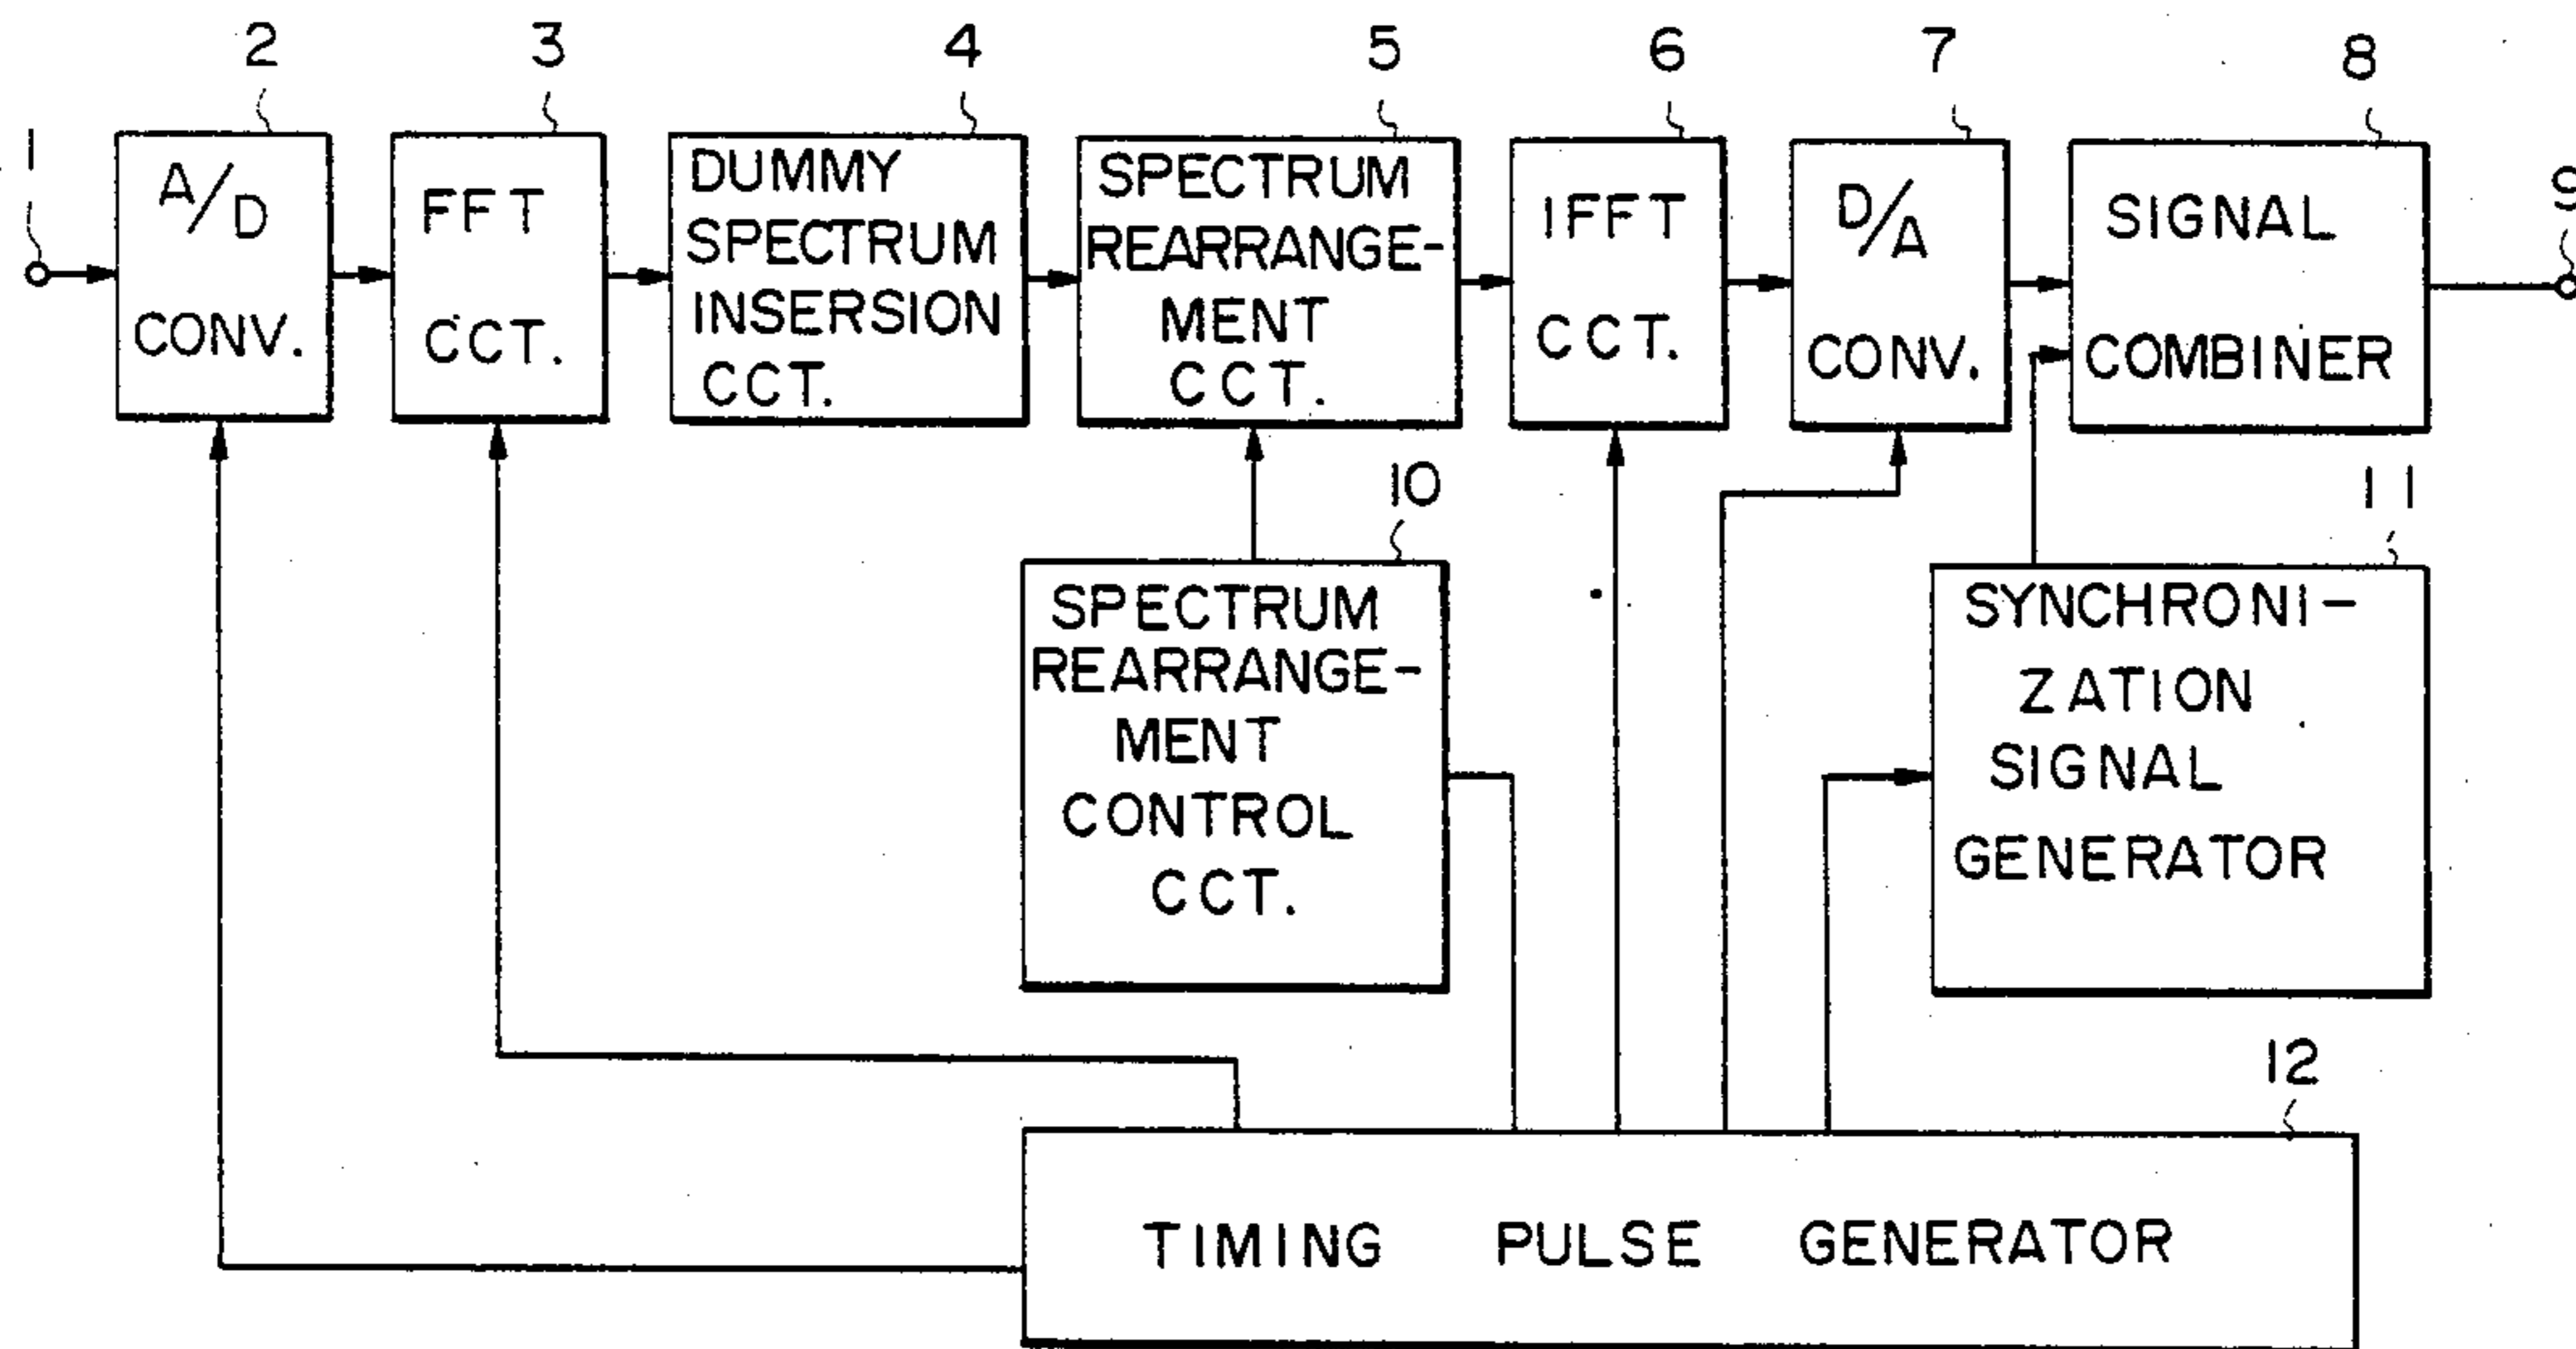 2
3
4
5
6
7
8
1
9
A/D
CONV.
FFT
CCT.
DUMMY
SPECTRUM
INSERSION
CCT.
SPECTRUM
REARRANGE-
MENT
CCT.
IFFT
CCT.
D/A
CONV.
SIGNAL
COMBINER
10
11
SPECTRUM
REARRANGE-
MENT
CONTROL
CCT.
SYNCHRONI-
ZATION
SIGNAL
GENERATOR
12
TIMING PULSE GENERATOR